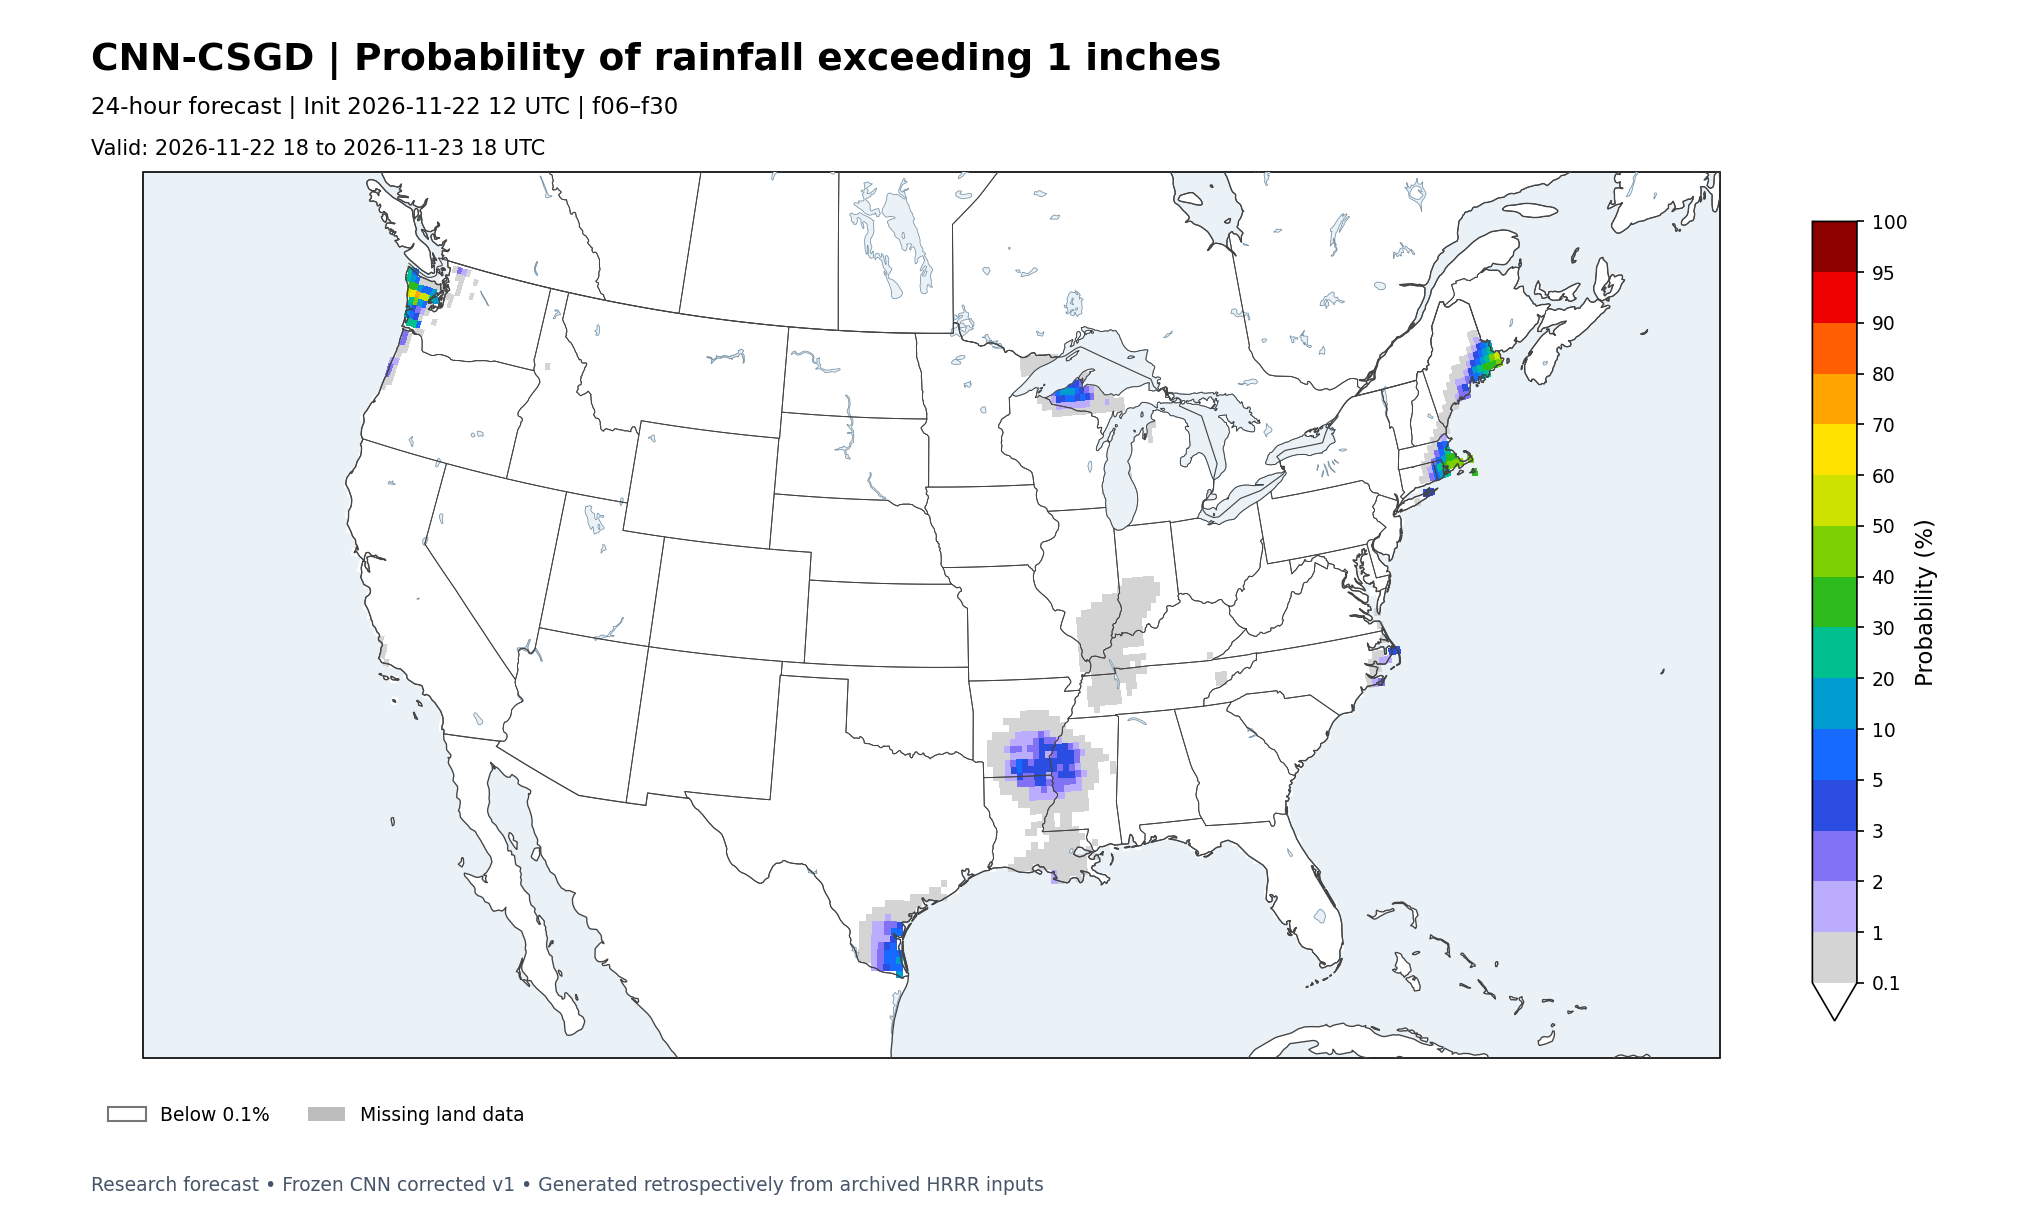 CNN-CSGD | Probability of rainfall exceeding 1 inches
24-hour forecast | Init 2026-11-22 12 UTC | f06–f30
Valid: 2026-11-22 18 to 2026-11-23 18 UTC
100
95
90
80
70
60
50
40
30
20
10
5
3
2
1
0.1
Probability (%)
Below 0.1%
Missing land data
Research forecast • Frozen CNN corrected v1 • Generated retrospectively from archived HRRR inputs